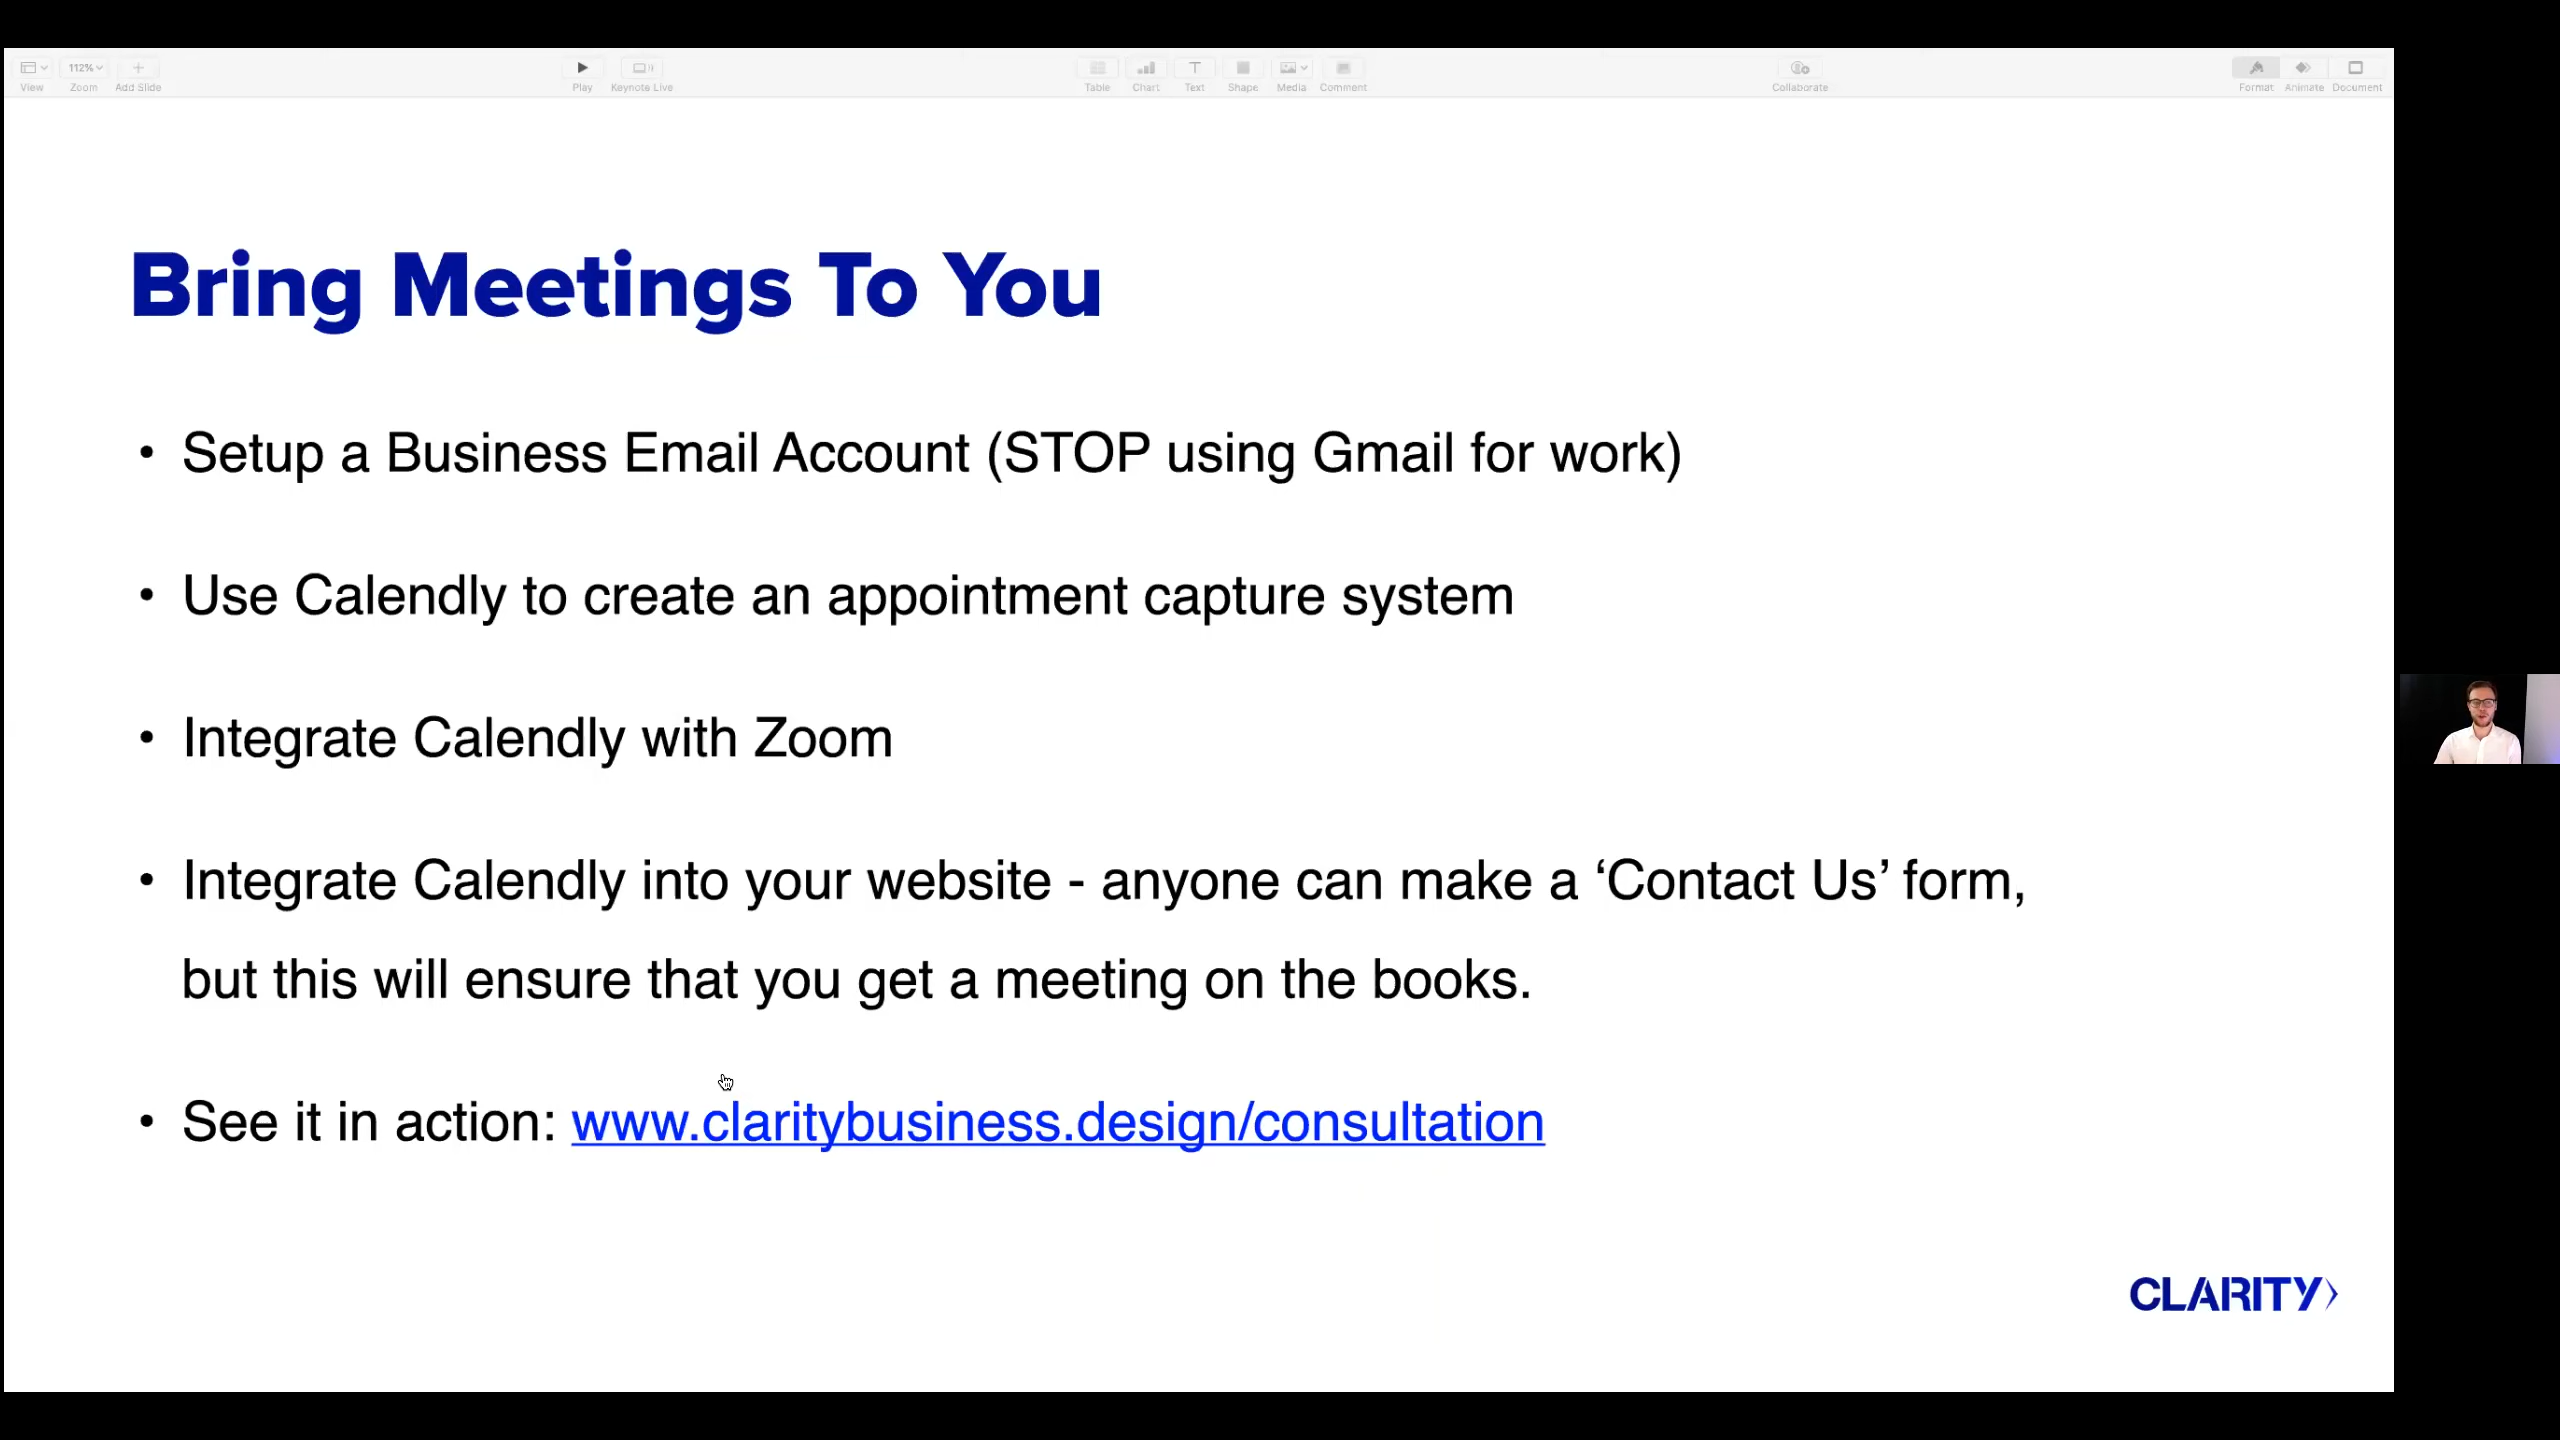 112%
View Zoom Add Slide Play Keynote Live Table Chart Text Shape Media Comment Collaborate Format Animate Document
Bring Meetings To You
• Setup a Business Email Account (STOP using Gmail for work)
• Use Calendly to create an appointment capture system
• Integrate Calendly with Zoom
• Integrate Calendly into your website - anyone can make a ‘Contact Us’ form,
but this will ensure that you get a meeting on the books.
• See it in action: www.claritybusiness.design/consultation
CLARITY